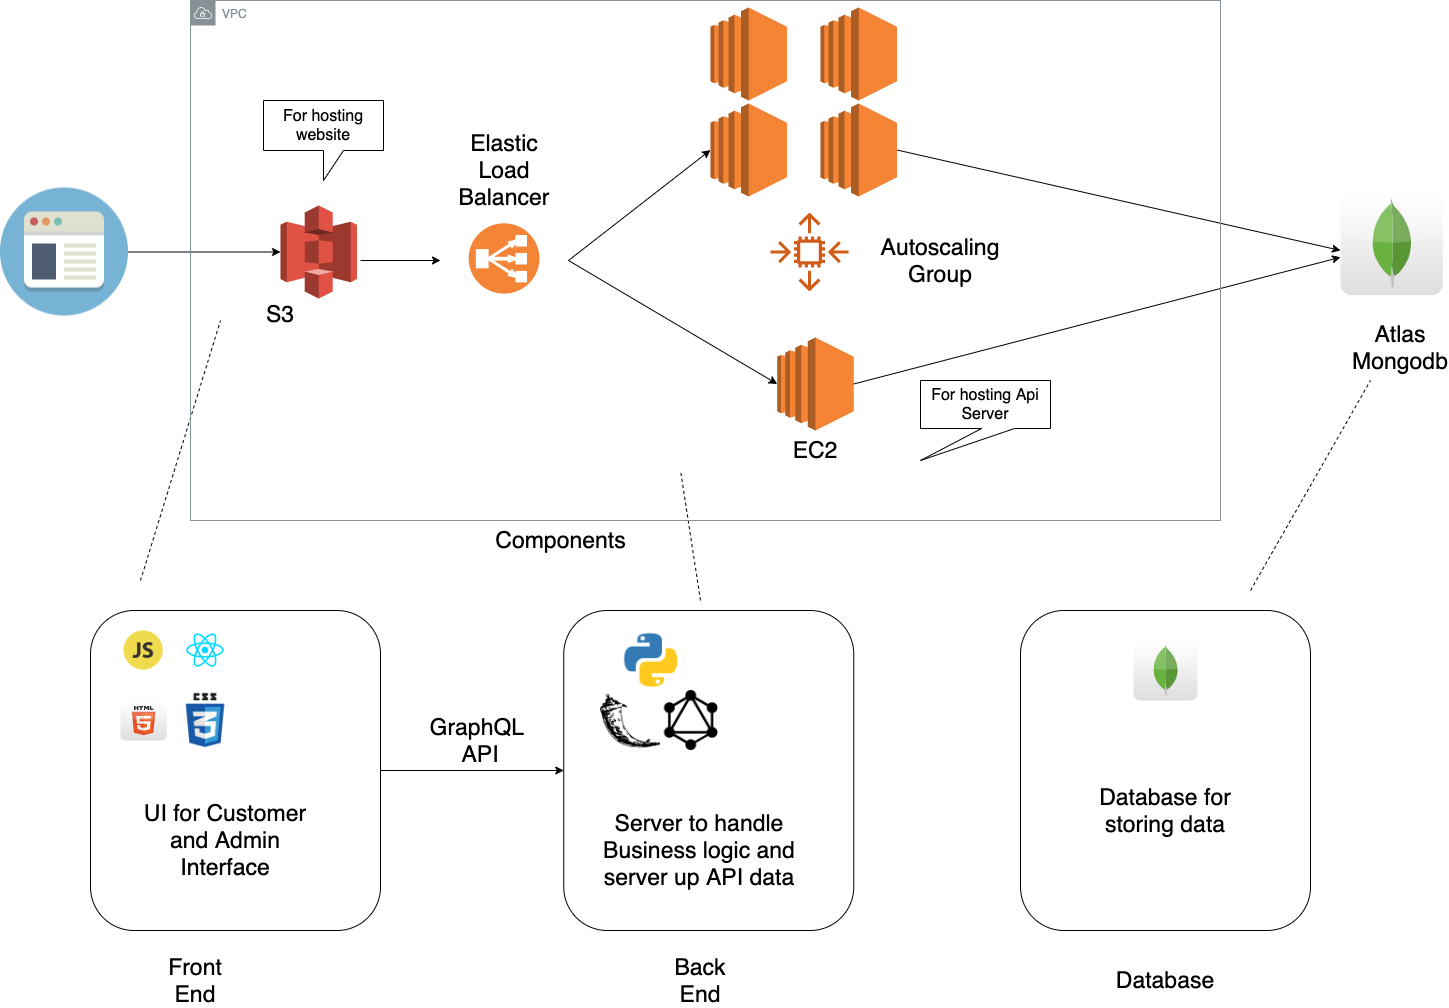 VPC
For hosting
website
Elastic
Load
Balancer
S3
Autoscaling
Group
For hosting Api
Server
EC2
Atlas
Mongodb
Components
JS
HTML
5
CSS
3
GraphQL
API
UI for Customer
and Admin
Interface
Server to handle
Business logic and
server up API data
Database for
storing data
Front
End
Back
End
Database